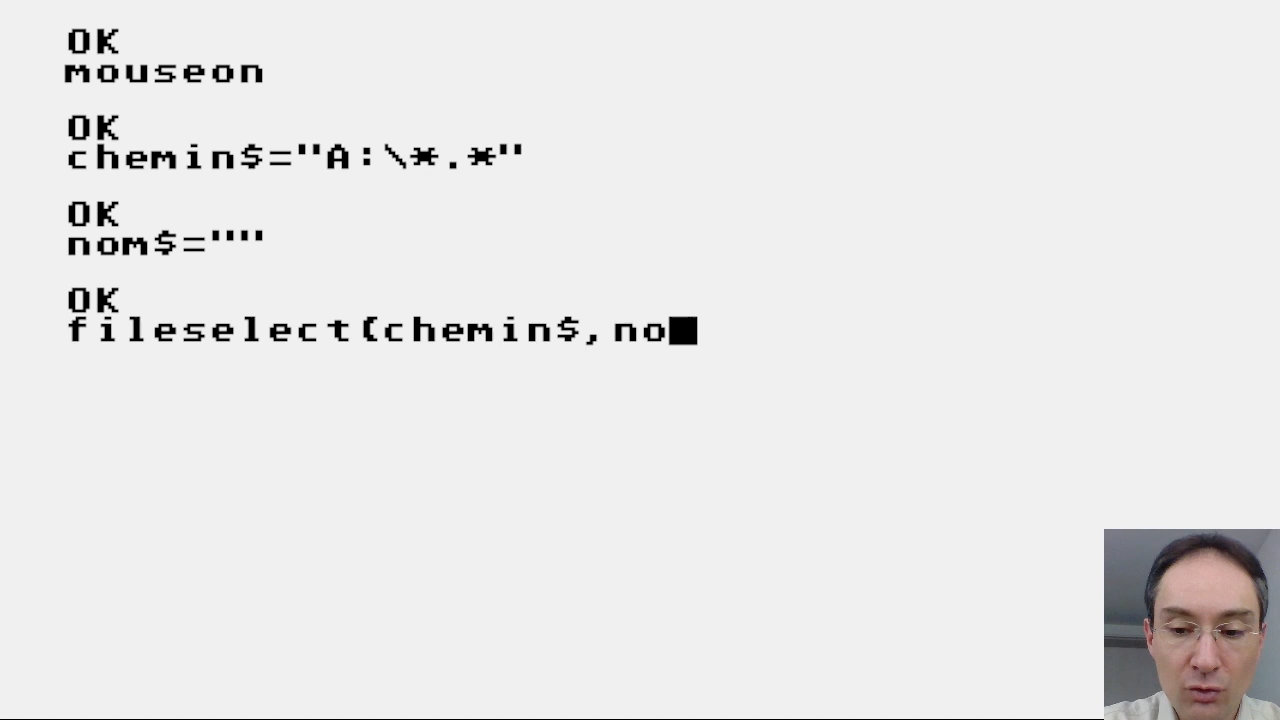 OK
mouseon
OK
chemin$="A:\*.*"
OK
nom$=""
OK
fileselect(chemin$,no